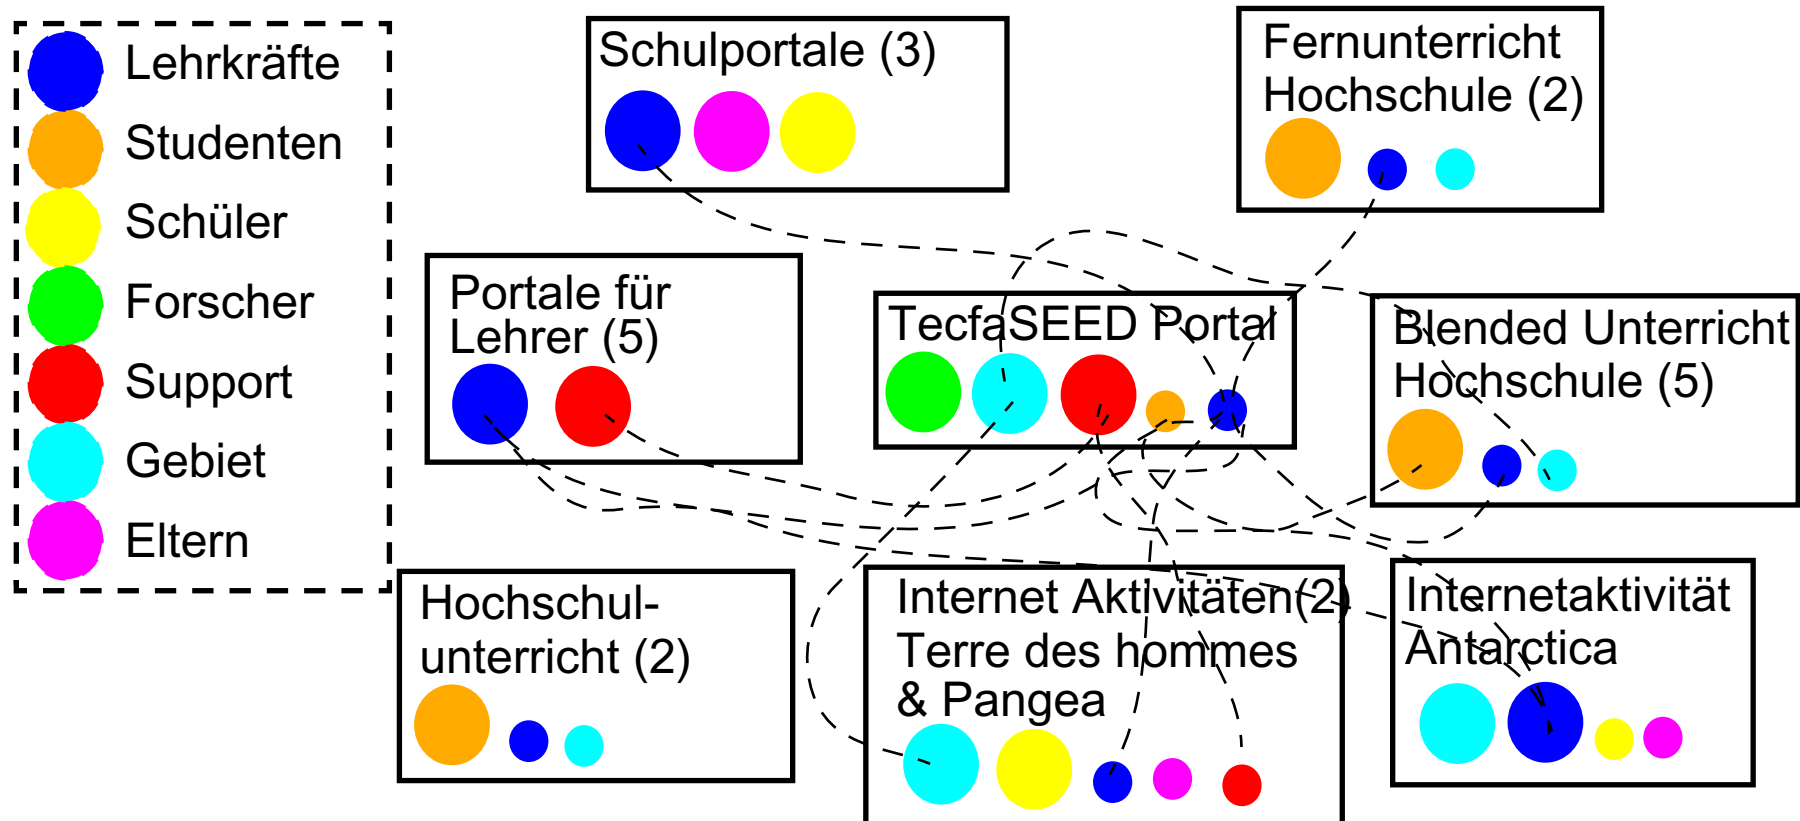 Lehrkräfte
Studenten
Schüler
Forscher
Support
Gebiet
Eltern
Schulportale (3)
Fernunterricht
Hochschule (2)
Portale für
Lehrer (5)
TecfaSEED Portal
Blended Unterricht
Hochschule (5)
Hochschul-
unterricht (2)
Internet Aktivitäten(2)
Terre des hommes
& Pangea
Internetaktivität
Antarctica